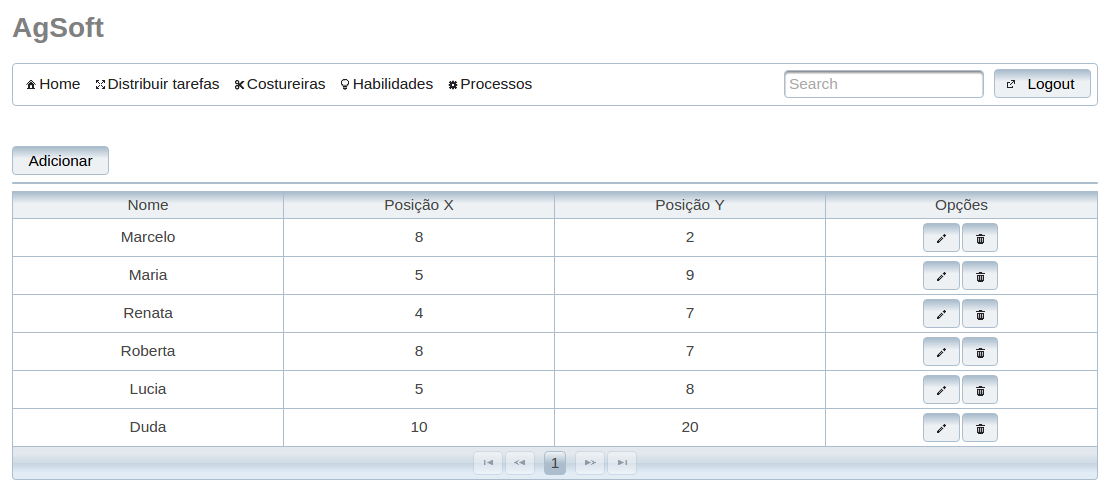 AgSoft
Home Distribuir tarefas Costureiras Habilidades Processos Search Logout
Adicionar
Nome Posição X Posição Y Opções
Marcelo 8 2
Maria 5 9
Renata 4 7
Roberta 8 7
Lucia 5 8
Duda 10 20
1